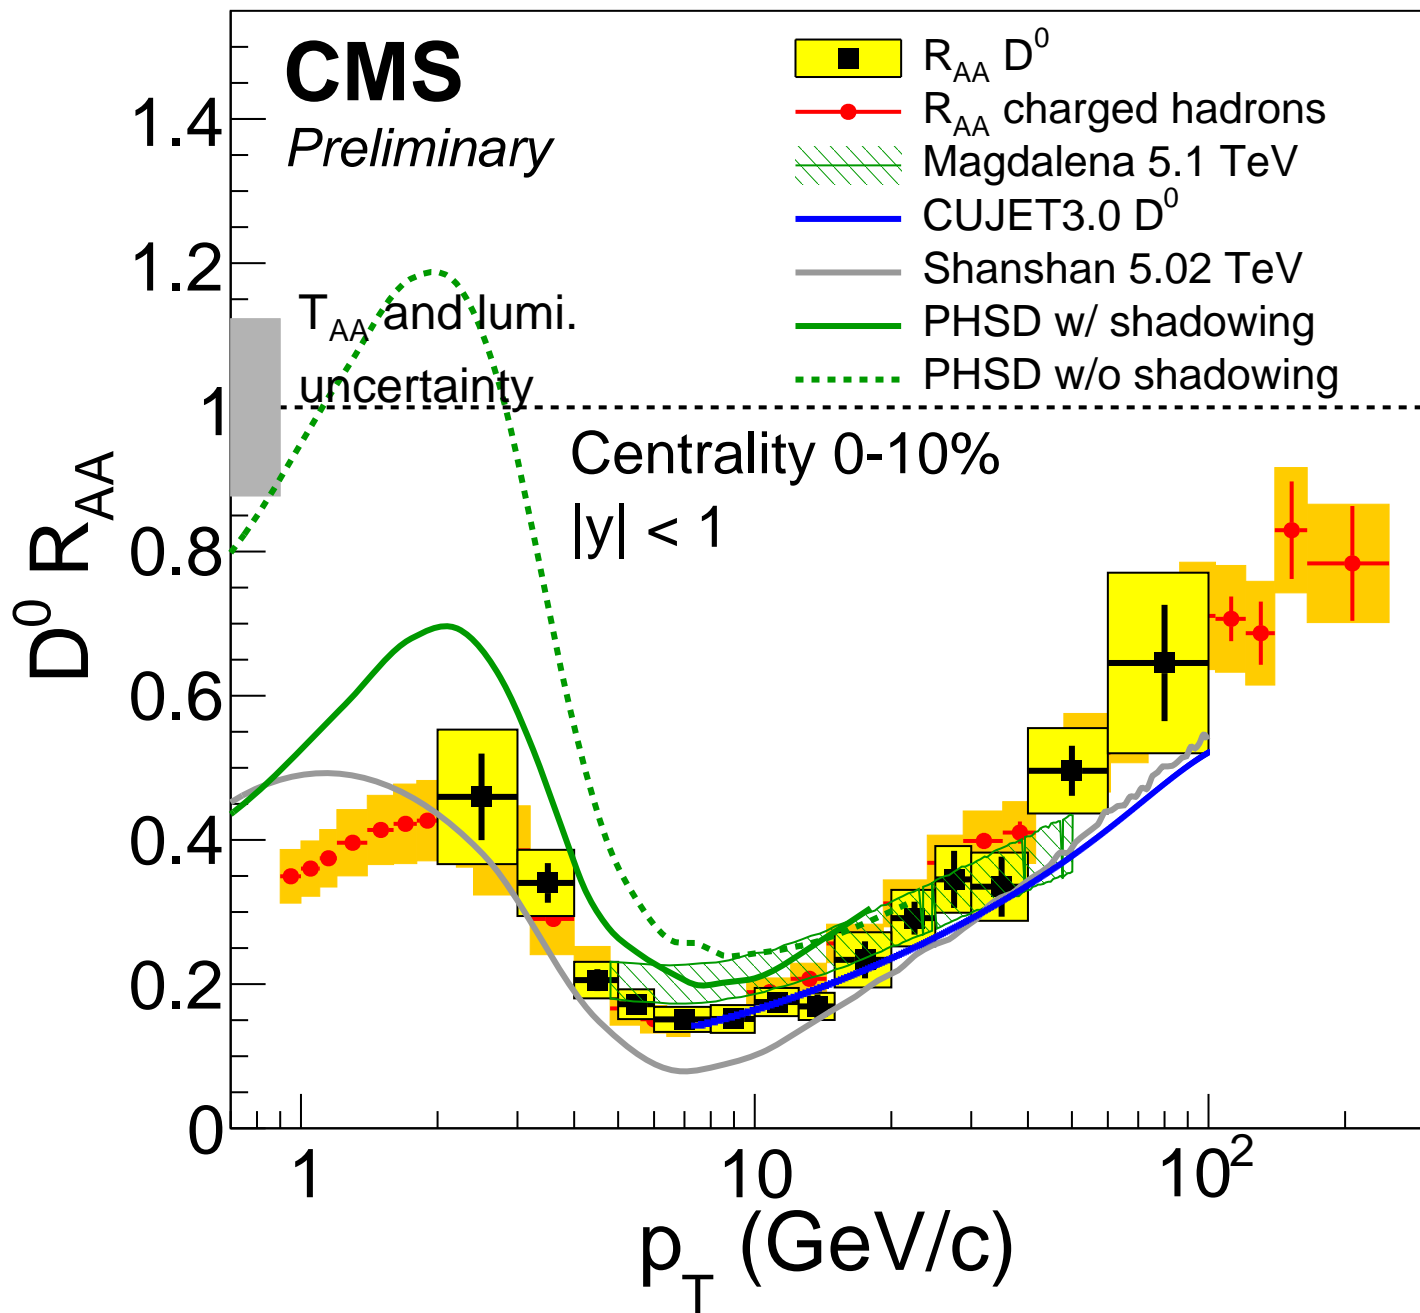 CMS
Preliminary
R_AA D^0
R_AA charged hadrons
Magdalena 5.1 TeV
CUJET3.0 D^0
Shanshan 5.02 TeV
PHSD w/ shadowing
PHSD w/o shadowing
T_AA and lumi.
uncertainty
Centrality 0-10%
|y| < 1
D^0 R_AA
1.4
1.2
1
0.8
0.6
0.4
0.2
0
1
10
10²
p_T (GeV/c)